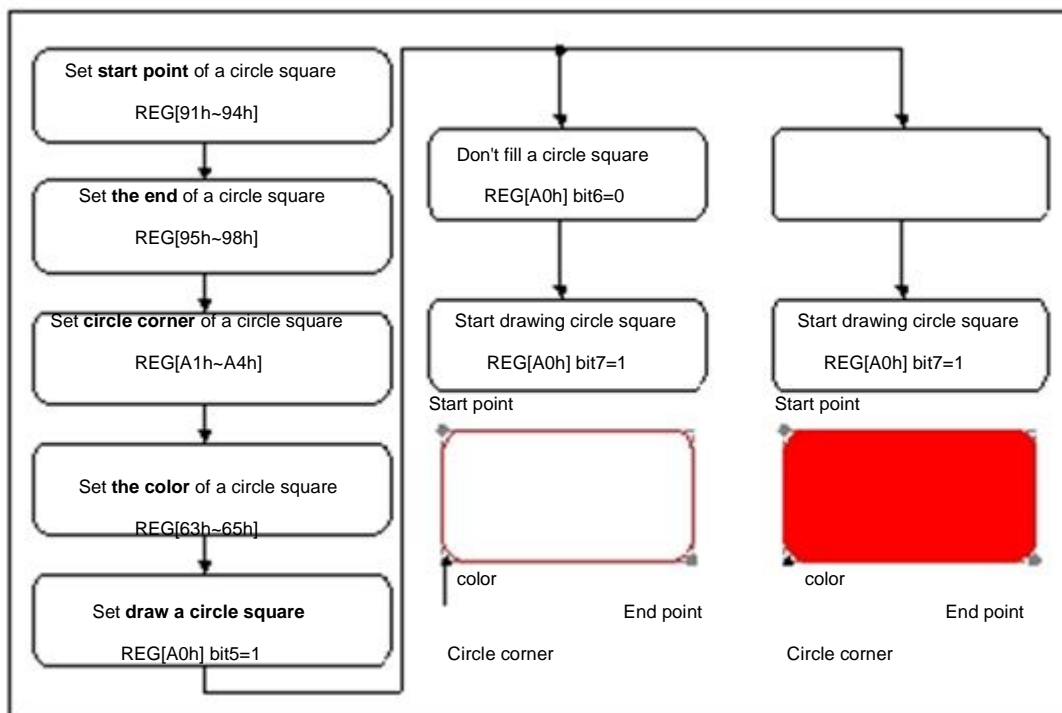 Set start point of a circle square
REG[91h~94h]
Set the end of a circle square
REG[95h~98h]
Set circle corner of a circle square
REG[A1h~A4h]
Set the color of a circle square
REG[63h~65h]
Set draw a circle square
REG[A0h] bit5=1
Don't fill a circle square
REG[A0h] bit6=0
Start drawing circle square
REG[A0h] bit7=1
Start point
color
End point
Circle corner
Start drawing circle square
REG[A0h] bit7=1
Start point
color
End point
Circle corner